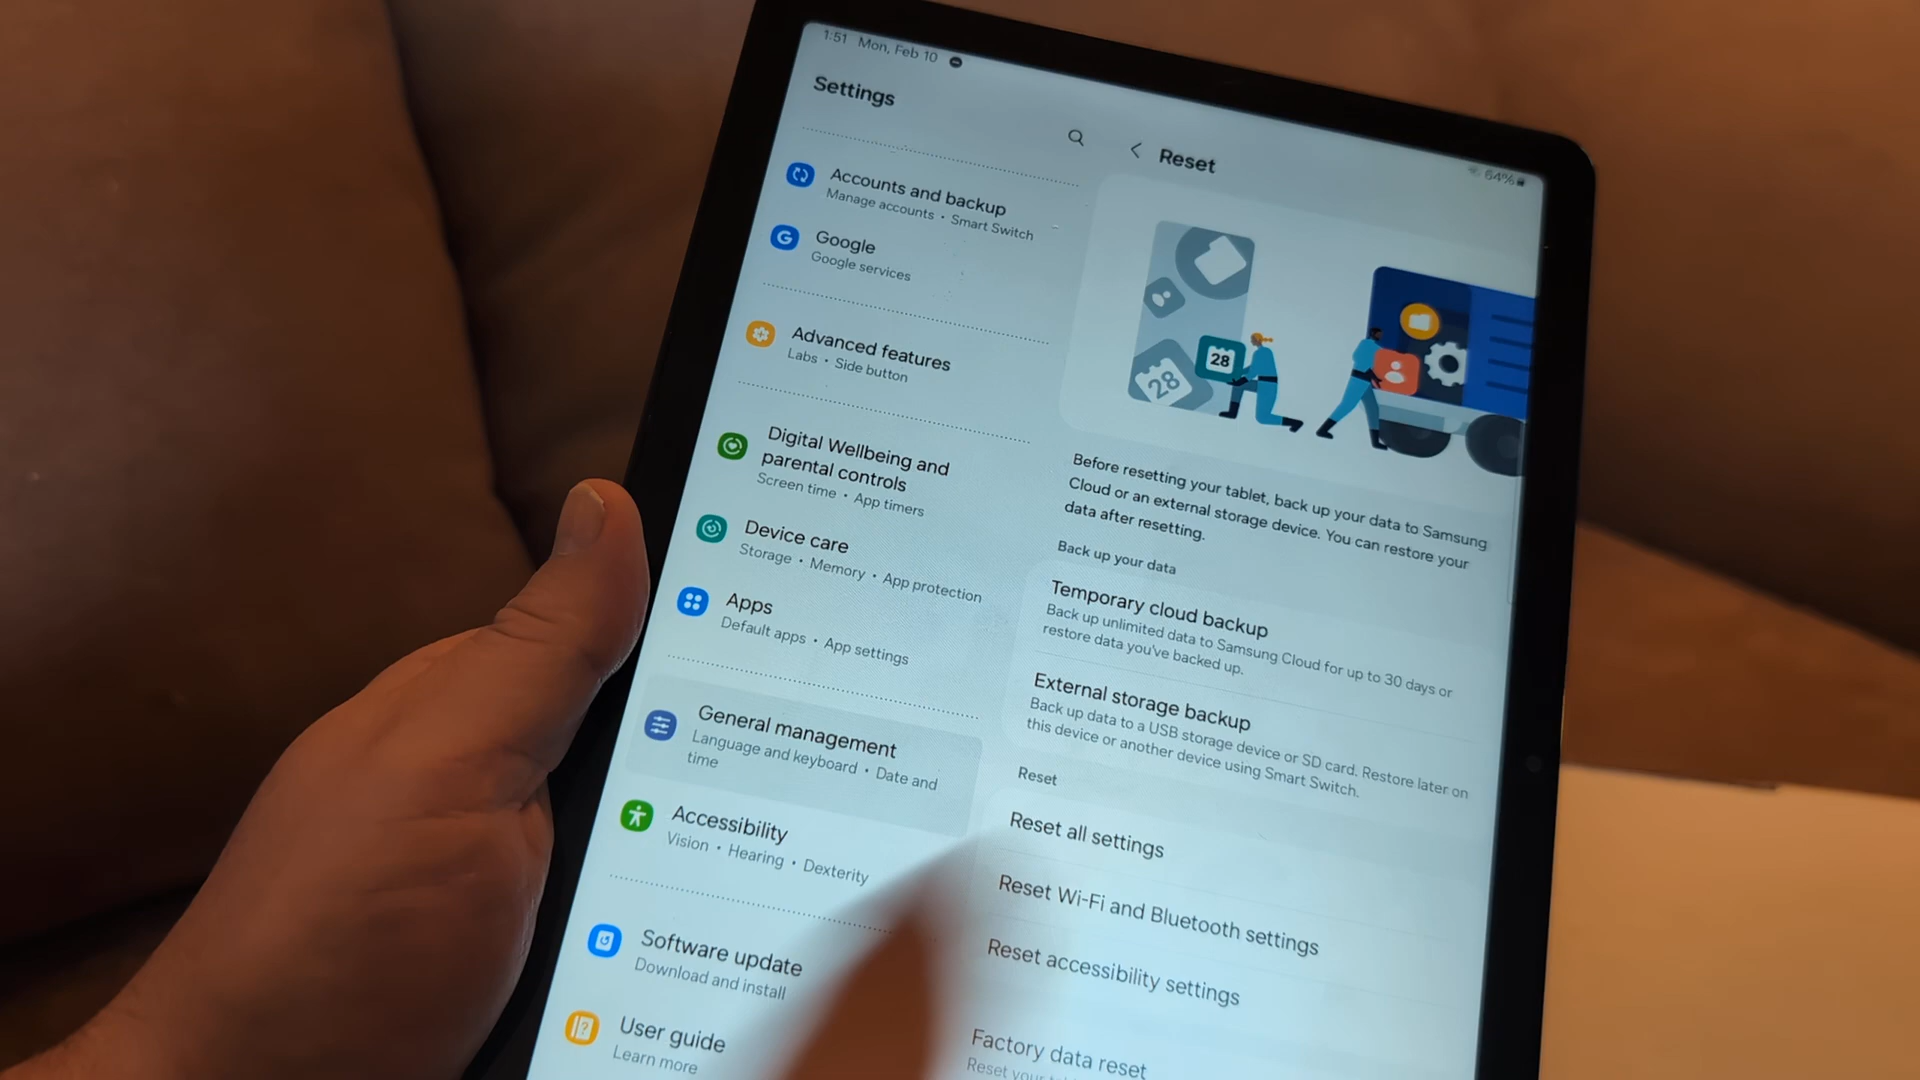 1:51 Mon, Feb 10
64%
Settings
Accounts and backup
Manage accounts • Smart Switch
Google
Google services
Advanced features
Labs • Side button
Digital Wellbeing and
parental controls
Screen time • App timers
Device care
Storage • Memory • App protection
Apps
Default apps • App settings
General management
Language and keyboard • Date and
time
Accessibility
Vision • Hearing • Dexterity
Software update
Download and install
User guide
Learn more
Reset
28
28
Before resetting your tablet, back up your data to Samsung
Cloud or an external storage device. You can restore your
data after resetting.
Back up your data
Temporary cloud backup
Back up unlimited data to Samsung Cloud for up to 30 days or
restore data you've backed up.
External storage backup
Back up data to a USB storage device or SD card. Restore later on
this device or another device using Smart Switch.
Reset
Reset all settings
Reset Wi-Fi and Bluetooth settings
Reset accessibility settings
Factory data reset
Reset your